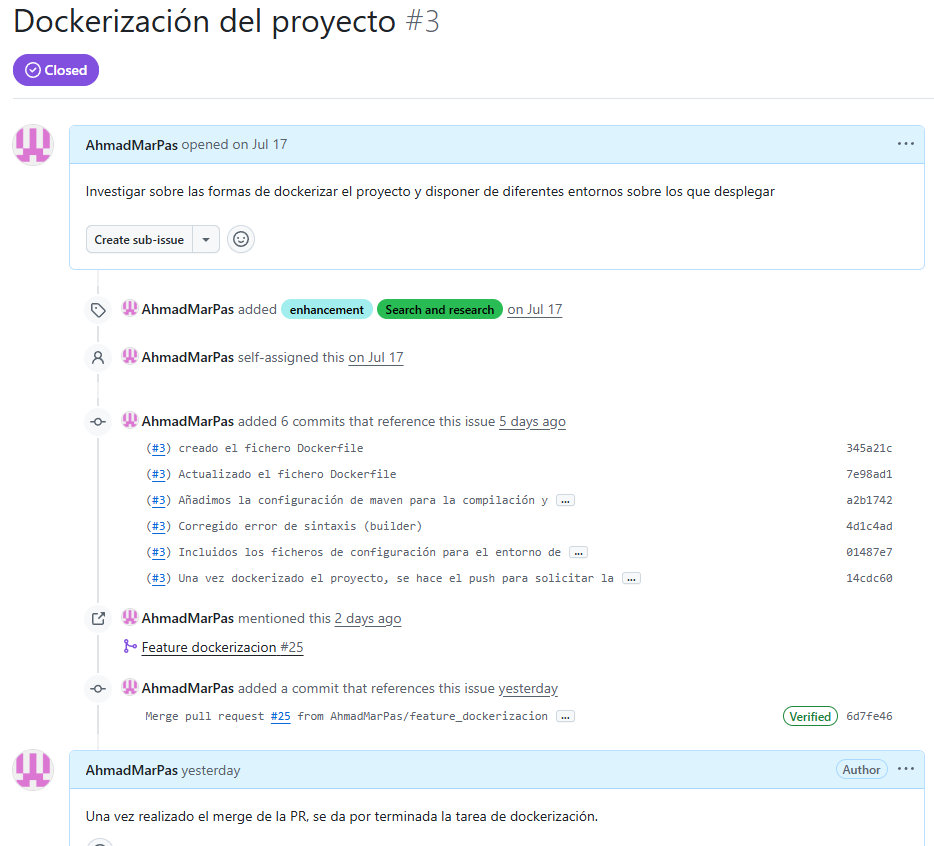 Dockerización del proyecto #3
Closed
AhmadMarPas opened on Jul 17
Investigar sobre las formas de dockerizar el proyecto y disponer de diferentes entornos sobre los que desplegar
Create sub-issue
AhmadMarPas added enhancement Search and research on Jul 17
AhmadMarPas self-assigned this on Jul 17
AhmadMarPas added 6 commits that reference this issue 5 days ago
(#3) creado el fichero Dockerfile 345a21c
(#3) Actualizado el fichero Dockerfile 7e98ad1
(#3) Añadimos la configuración de maven para la compilación y ... a2b1742
(#3) Corregido error de sintaxis (builder) 4d1c4ad
(#3) Incluidos los ficheros de configuración para el entorno de ... 01487e7
(#3) Una vez dockerizado el proyecto, se hace el push para solicitar la ... 14cdc60
AhmadMarPas mentioned this 2 days ago
Feature dockerizacion #25
AhmadMarPas added a commit that references this issue yesterday
Merge pull request #25 from AhmadMarPas/feature_dockerizacion ... Verified 6d7fe46
AhmadMarPas yesterday Author
Una vez realizado el merge de la PR, se da por terminada la tarea de dockerización.